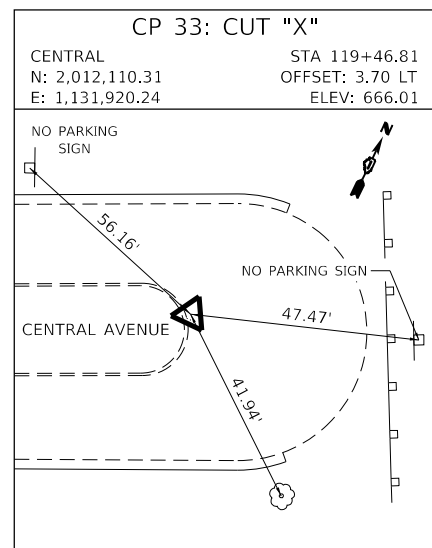 CP 33: CUT "X"
CENTRAL STA 119+46.81
N: 2,012,110.31 OFFSET: 3.70 LT
E: 1,131,920.24 ELEV: 666.01
NO PARKING
SIGN
N
56.16'
NO PARKING SIGN
CENTRAL AVENUE
47.47'
41.94'